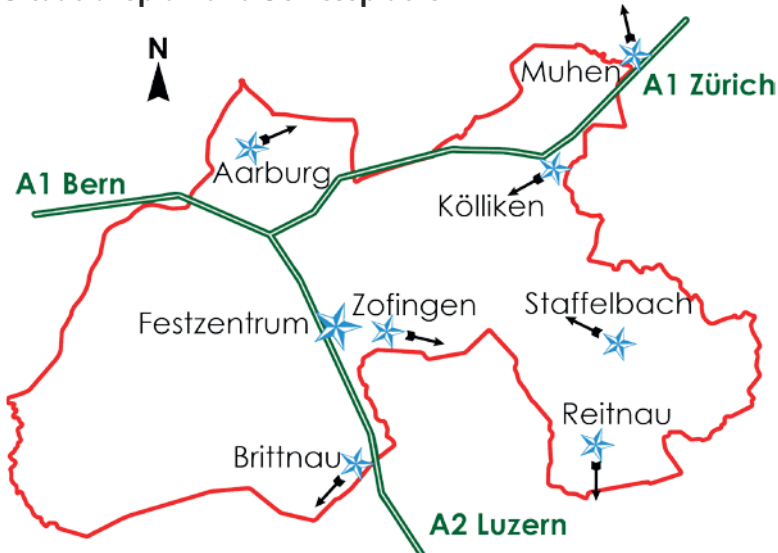 N
Muhen
A1 Zürich
Aarburg
A1 Bern
Kölliken
Festzentrum
Zofingen
Staffelbach
Reitnau
Brittnau
A2 Luzern